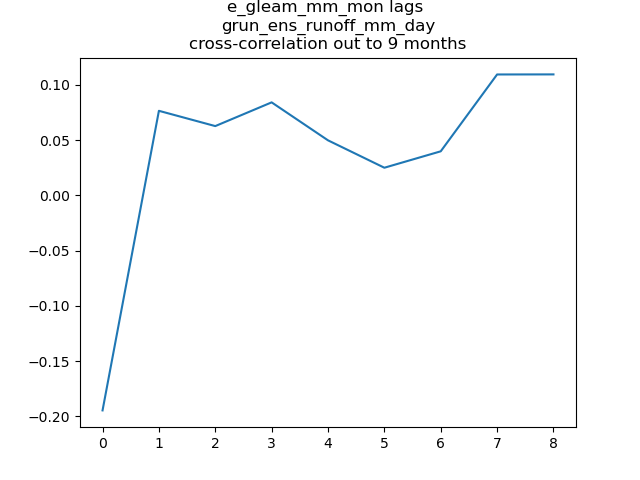 e_gleam_mm_mon lags
grun_ens_runoff_mm_day
cross-correlation out to 9 months
0.10
0.05
0.00
−0.05
−0.10
−0.15
−0.20
0 1 2 3 4 5 6 7 8